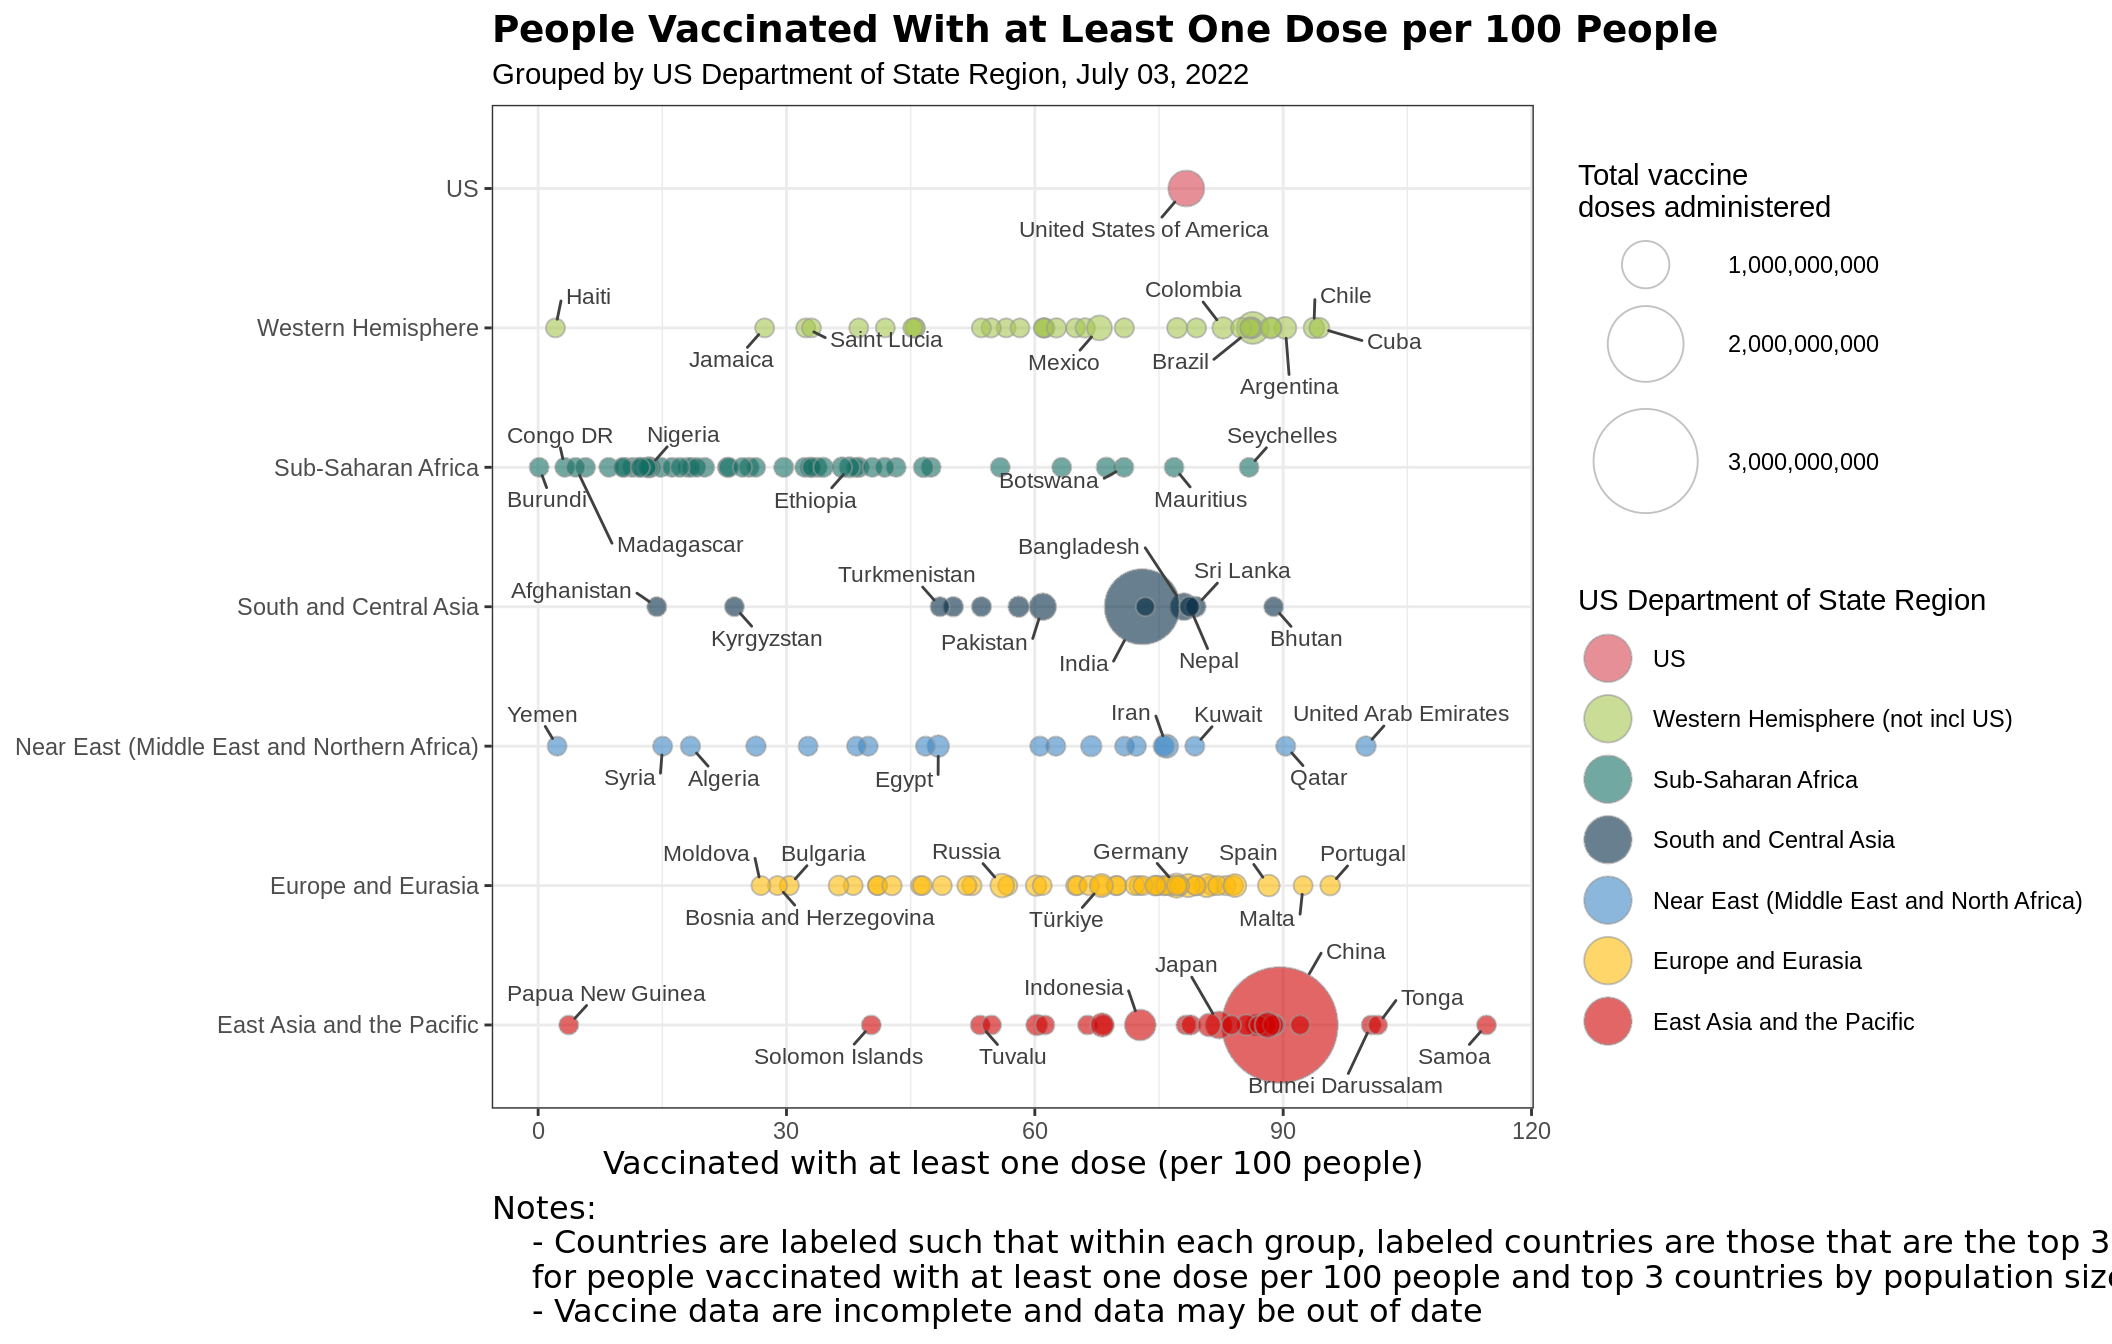 People Vaccinated With at Least One Dose per 100 People
Grouped by US Department of State Region, July 03, 2022
US
United States of America
Western Hemisphere
Haiti
Jamaica
Saint Lucia
Mexico
Colombia
Brazil
Argentina
Chile
Cuba
Sub-Saharan Africa
Congo DR
Nigeria
Burundi
Madagascar
Ethiopia
Botswana
Mauritius
Seychelles
South and Central Asia
Afghanistan
Kyrgyzstan
Turkmenistan
Pakistan
Bangladesh
India
Sri Lanka
Nepal
Bhutan
Near East (Middle East and Northern Africa)
Yemen
Syria
Algeria
Egypt
Iran
Kuwait
United Arab Emirates
Qatar
Europe and Eurasia
Moldova
Bulgaria
Bosnia and Herzegovina
Russia
Germany
Türkiye
Spain
Malta
Portugal
East Asia and the Pacific
Papua New Guinea
Solomon Islands
Tuvalu
Indonesia
Japan
China
Tonga
Brunei Darussalam
Samoa
0
30
60
90
120
Vaccinated with at least one dose (per 100 people)
Total vaccine
doses administered
1,000,000,000
2,000,000,000
3,000,000,000
US Department of State Region
US
Western Hemisphere (not incl US)
Sub-Saharan Africa
South and Central Asia
Near East (Middle East and North Africa)
Europe and Eurasia
East Asia and the Pacific
Notes:
- Countries are labeled such that within each group, labeled countries are those that are the top 3
for people vaccinated with at least one dose per 100 people and top 3 countries by population size
- Vaccine data are incomplete and data may be out of date